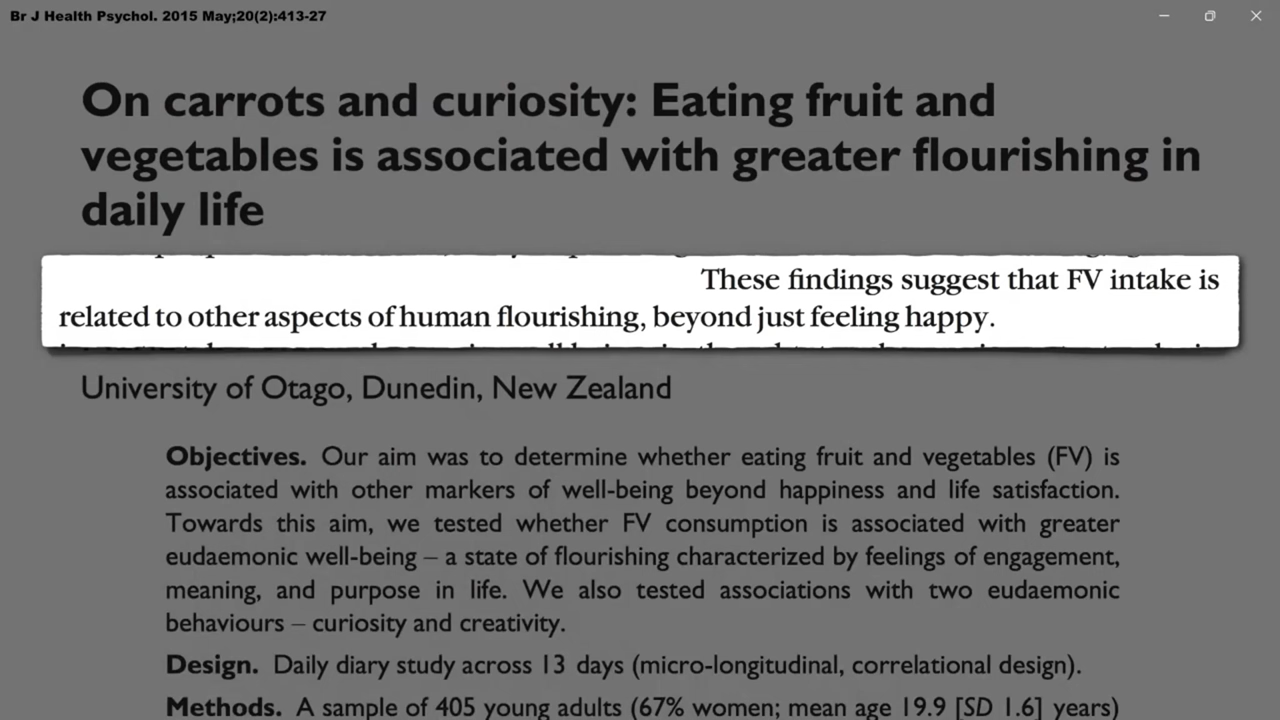 Br J Health Psychol. 2015 May;20(2):413-27
On carrots and curiosity: Eating fruit and
vegetables is associated with greater flourishing in
daily life
These findings suggest that FV intake is
related to other aspects of human flourishing, beyond just feeling happy.
University of Otago, Dunedin, New Zealand
Objectives. Our aim was to determine whether eating fruit and vegetables (FV) is
associated with other markers of well-being beyond happiness and life satisfaction.
Towards this aim, we tested whether FV consumption is associated with greater
eudaemonic well-being – a state of flourishing characterized by feelings of engagement,
meaning, and purpose in life. We also tested associations with two eudaemonic
behaviours – curiosity and creativity.
Design. Daily diary study across 13 days (micro-longitudinal, correlational design).
Methods. A sample of 405 young adults (67% women; mean age 19.9 [SD 1.6] years)